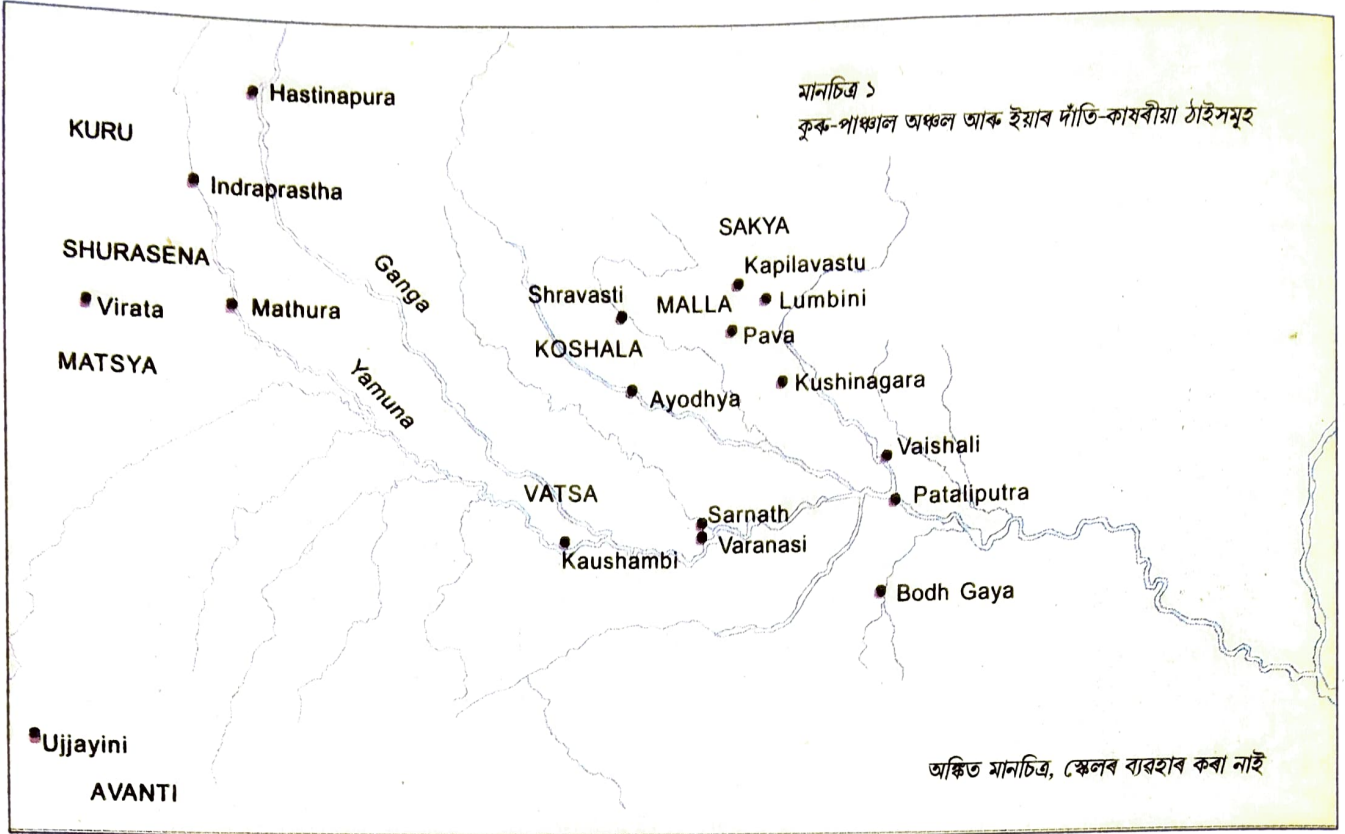 মানচিত্ৰ ১
কুৰু-পাঞ্চাল অঞ্চল আৰু ইয়াৰ দাঁতি-কাষৰীয়া ঠাইসমূহ
Hastinapura
KURU
Indraprastha
SHURASENA
Virata
Mathura
MATSYA
Ganga
Yamuna
SAKYA
Kapilavastu
Shravasti
MALLA
Lumbini
Pava
KOSHALA
Kushinagara
Ayodhya
Vaishali
VATSA
Pataliputra
Sarnath
Varanasi
Kaushambi
Bodh Gaya
Ujjayini
AVANTI
অঙ্কিত মানচিত্ৰ, স্কেলৰ ব্যৱহাৰ কৰা নাই